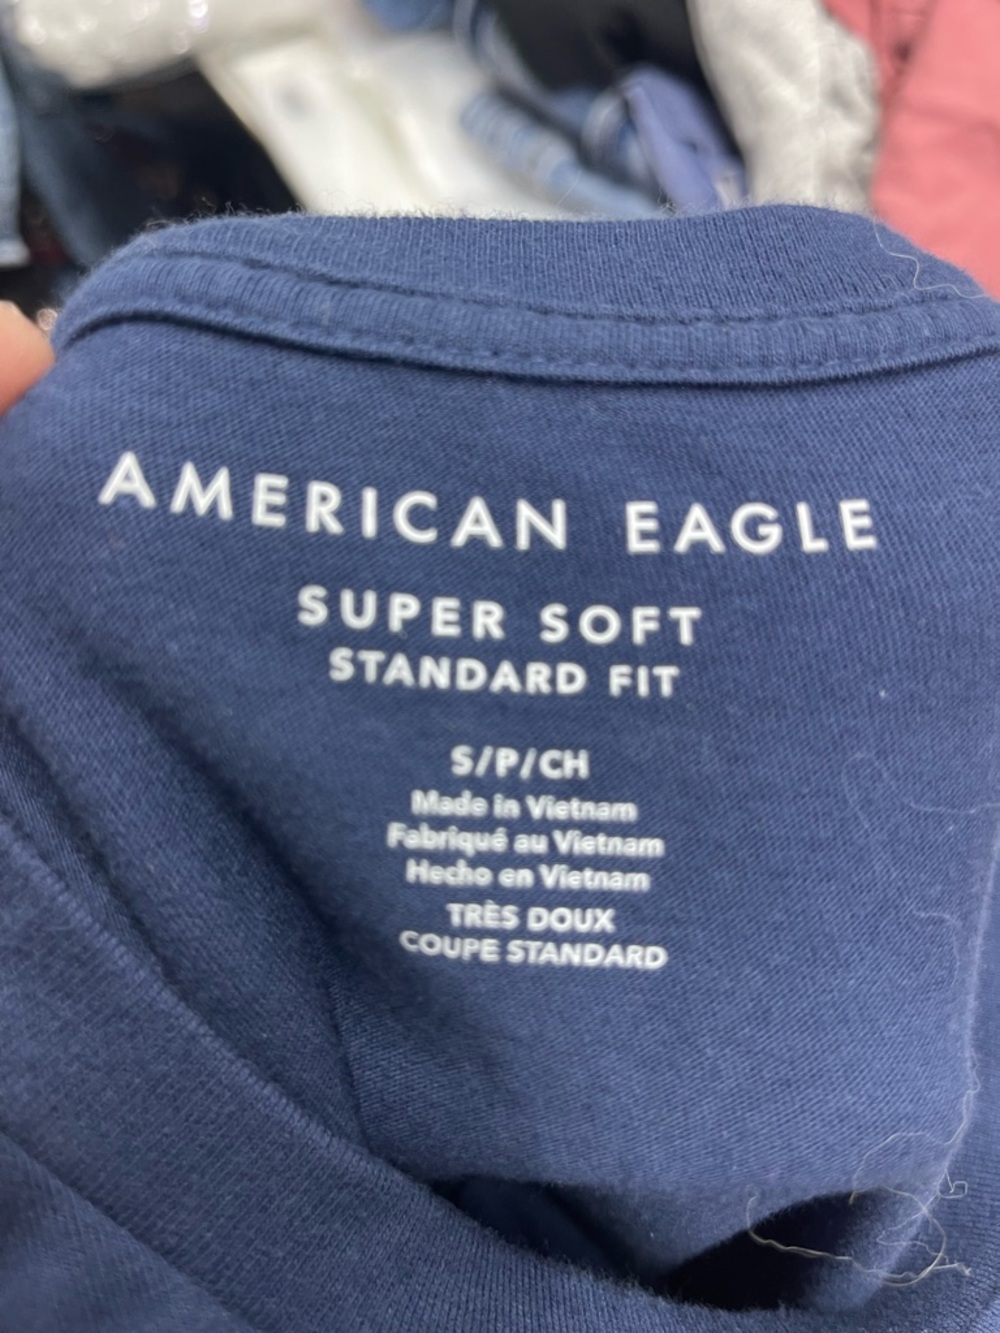 AMERICAN EAGLE
SUPER SOFT
STANDARD FIT
S/P/CH
Made in Vietnam
Fabriqué au Vietnam
Hecho en Vietnam
TRÈS DOUX
COUPE STANDARD